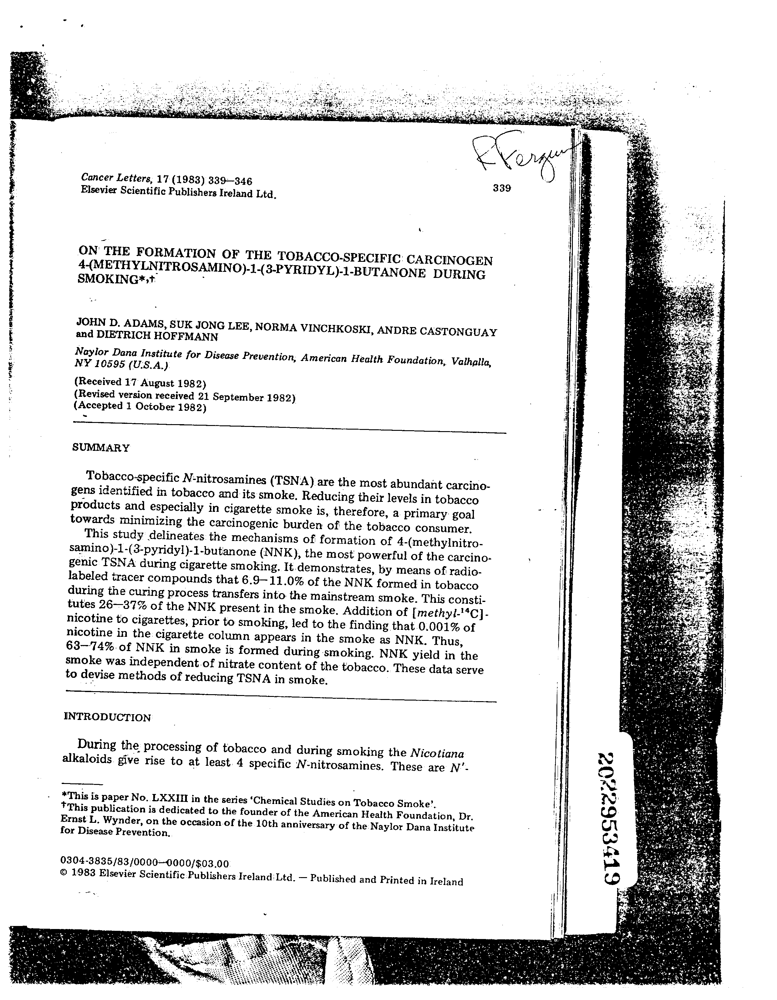 Cancer Letters, 17 (1983) 339—346
Elsevier Scientific Publishers Ireland Ltd.
339
ON THE FORMATION OF THE TOBACCO-SPECIFIC CARCINOGEN
4-(METHYLNITROSAMINO)-1-(3-PYRIDYL)-1-BUTANONE DURING
SMOKING*,†
JOHN D. ADAMS, SUK JONG LEE, NORMA VINCHKOSKI, ANDRE CASTONGUAY
and DIETRICH HOFFMANN
Naylor Dana Institute for Disease Prevention, American Health Foundation, Valhalla,
NY 10595 (U.S.A.)
(Received 17 August 1982)
(Revised version received 21 September 1982)
(Accepted 1 October 1982)
SUMMARY
Tobacco-specific N-nitrosamines (TSNA) are the most abundant carcino-
gens identified in tobacco and its smoke. Reducing their levels in tobacco
products and especially in cigarette smoke is, therefore, a primary goal
towards minimizing the carcinogenic burden of the tobacco consumer.
This study delineates the mechanisms of formation of 4-(methylnitro-
samino)-1-(3-pyridyl)-1-butanone (NNK), the most powerful of the carcino-
genic TSNA during cigarette smoking. It demonstrates, by means of radio-
labeled tracer compounds that 6.9—11.0% of the NNK formed in tobacco
during the curing process transfers into the mainstream smoke. This consti-
tutes 26—37% of the NNK present in the smoke. Addition of [methyl-¹⁴C]-
nicotine to cigarettes, prior to smoking, led to the finding that 0.001% of
nicotine in the cigarette column appears in the smoke as NNK. Thus,
63—74% of NNK in smoke is formed during smoking. NNK yield in the
smoke was independent of nitrate content of the tobacco. These data serve
to devise methods of reducing TSNA in smoke.
INTRODUCTION
During the processing of tobacco and during smoking the Nicotiana
alkaloids give rise to at least 4 specific N-nitrosamines. These are N'-
*This is paper No. LXXIII in the series 'Chemical Studies on Tobacco Smoke'.
†This publication is dedicated to the founder of the American Health Foundation, Dr.
Ernst L. Wynder, on the occasion of the 10th anniversary of the Naylor Dana Institute
for Disease Prevention.
0304-3835/83/0000—0000/$03.00
© 1983 Elsevier Scientific Publishers Ireland Ltd. — Published and Printed in Ireland
2022953419